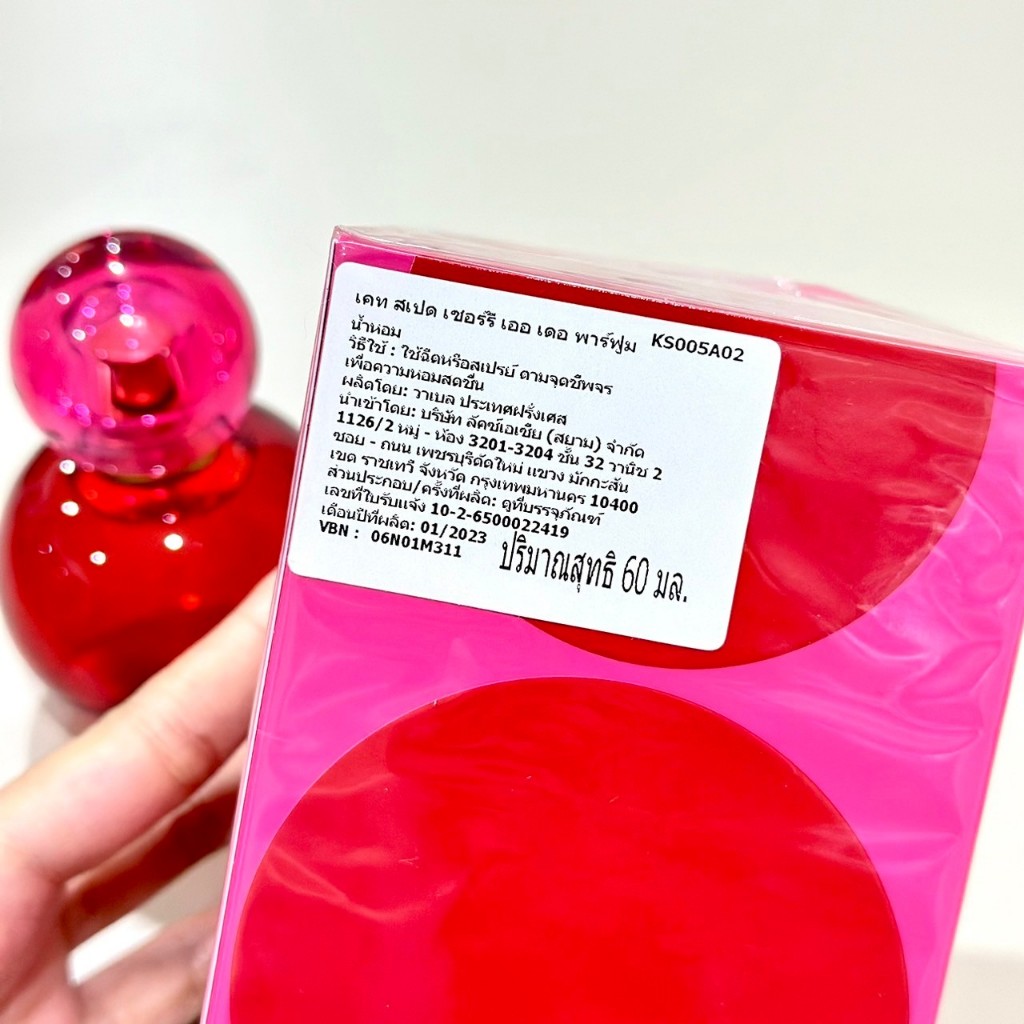 เคท สเปด เชอร์รี่ เออ เดอ พาร์ฟูม KS005A02
น้ำหอม
วิธีใช้ : ใช้ฉีดหรือสเปรย์ ตามจุดชีพจร
เพื่อความหอมสดชื่น
ผลิตโดย: วาเบล ประเทศฝรั่งเศส
นำเข้าโดย: บริษัท ลัคซ์เอเชีย (สยาม) จำกัด
1126/2 หมู่ - ห้อง 3201-3204 ชั้น 32 วานิช 2
ซอย - ถนน เพชรบุรีตัดใหม่ แขวง มักกะสัน
เขต ราชเทวี จังหวัด กรุงเทพมหานคร 10400
ส่วนประกอบ/ครั้งที่ผลิต: ดูที่บรรจุภัณฑ์
เลขที่ใบรับแจ้ง 10-2-6500022419
เดือนปีที่ผลิต: 01/2023
VBN : 06N01M311
ปริมาณสุทธิ 60 มล.